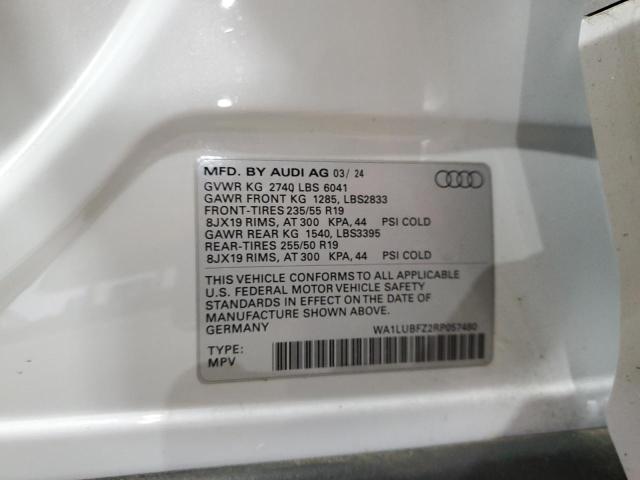 MFD. BY AUDI AG 03/ 24
GVWR KG 2740 LBS 6041
GAWR FRONT KG 1285, LBS2833
FRONT-TIRES 235/55 R19
8JX19 RIMS, AT 300 KPA, 44 PSI COLD
GAWR REAR KG 1540, LBS3395
REAR-TIRES 255/50 R19
8JX19 RIMS, AT 300 KPA, 44 PSI COLD
THIS VEHICLE CONFORMS TO ALL APPLICABLE
U.S. FEDERAL MOTOR VEHICLE SAFETY
STANDARDS IN EFFECT ON THE DATE OF
MANUFACTURE SHOWN ABOVE.
GERMANY
WA1LUBFZ2RP057480
TYPE:
MPV